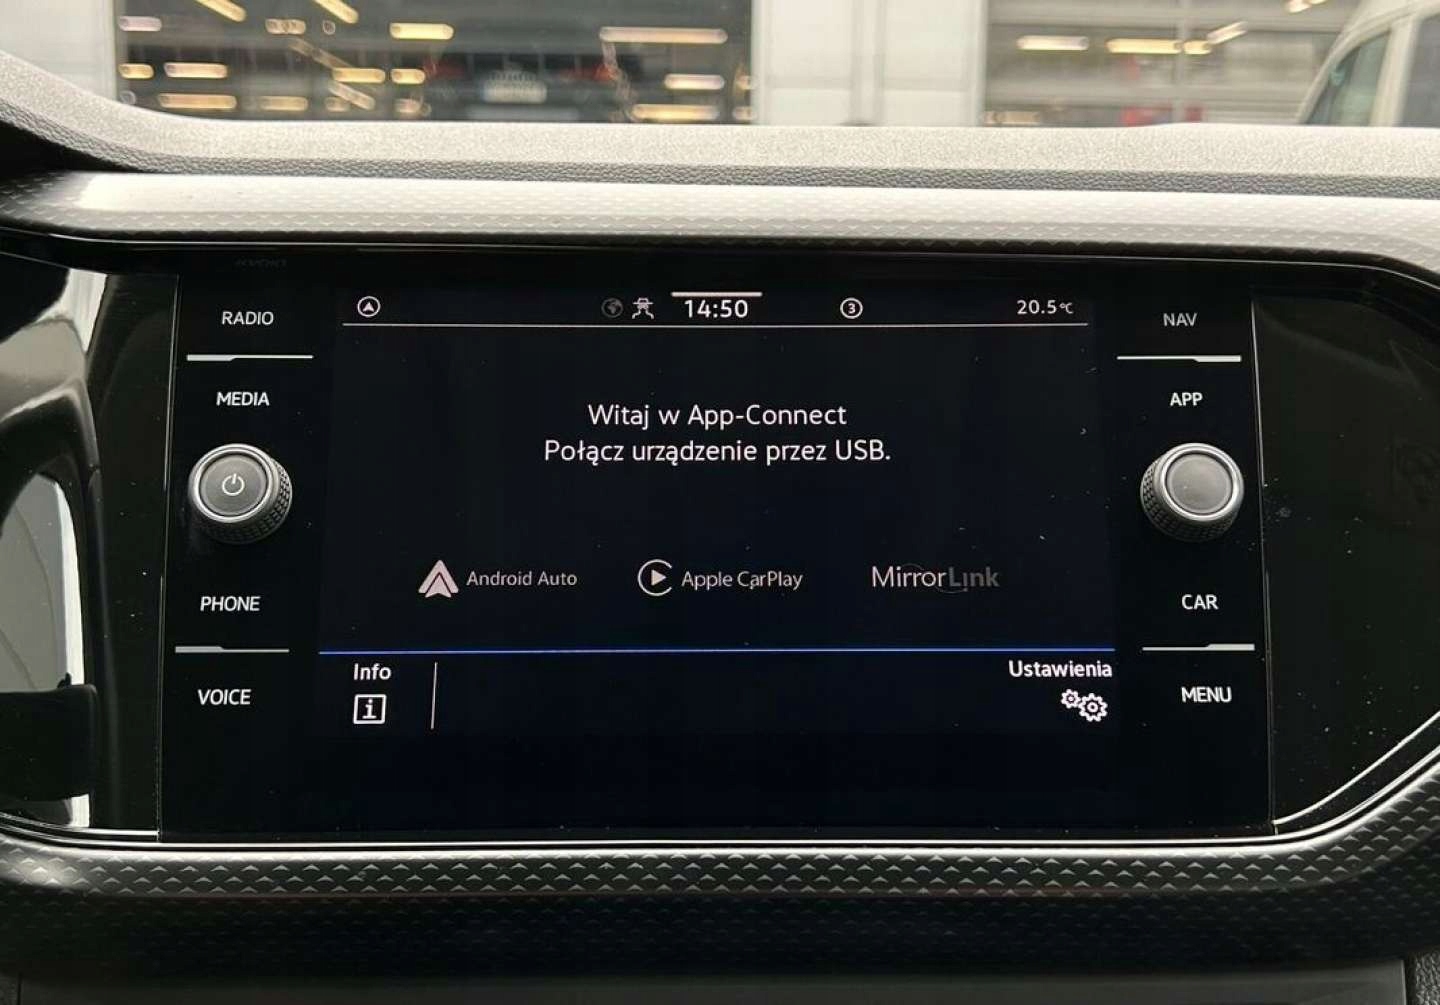 RADIO
MEDIA
PHONE
VOICE
14:50
3
20.5°C
Witaj w App-Connect
Połącz urządzenie przez USB.
Android Auto
Apple CarPlay
MirrorLink
Info
i
Ustawienia
NAV
APP
CAR
MENU